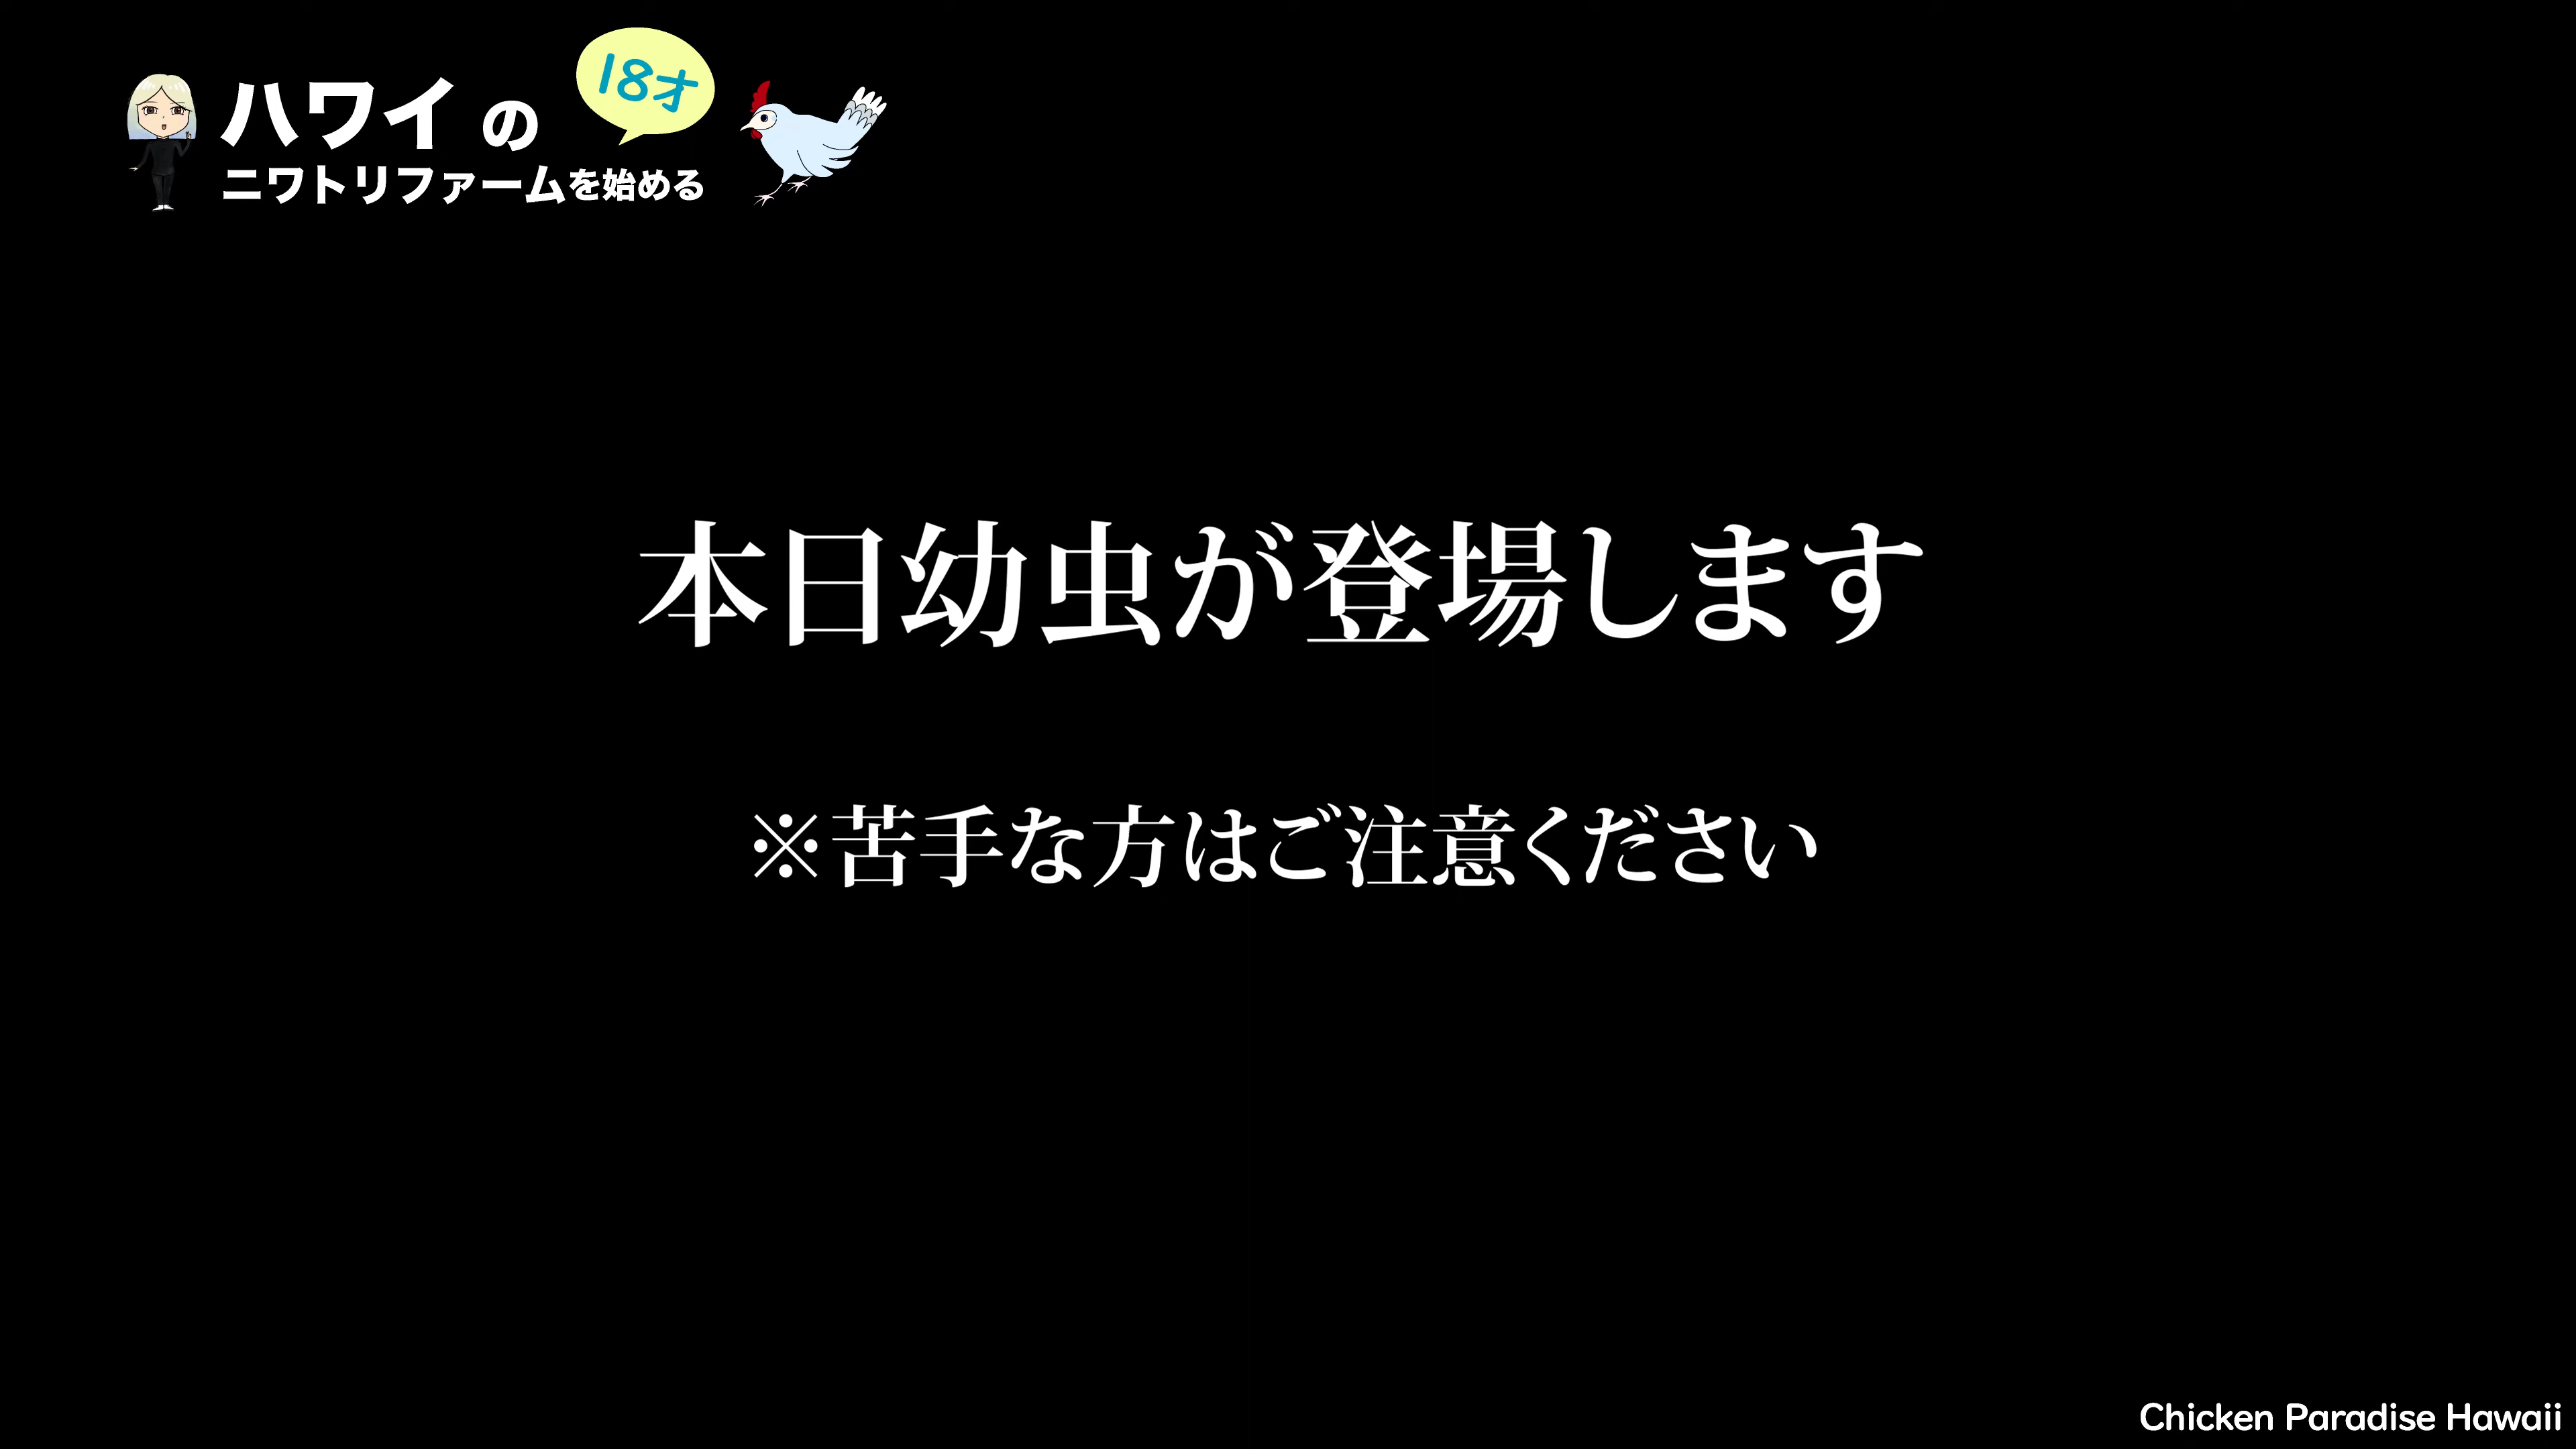 ハワイの
18才
ニワトリファームを始める
本日幼虫が登場します
※苦手な方はご注意ください
Chicken Paradise Hawaii